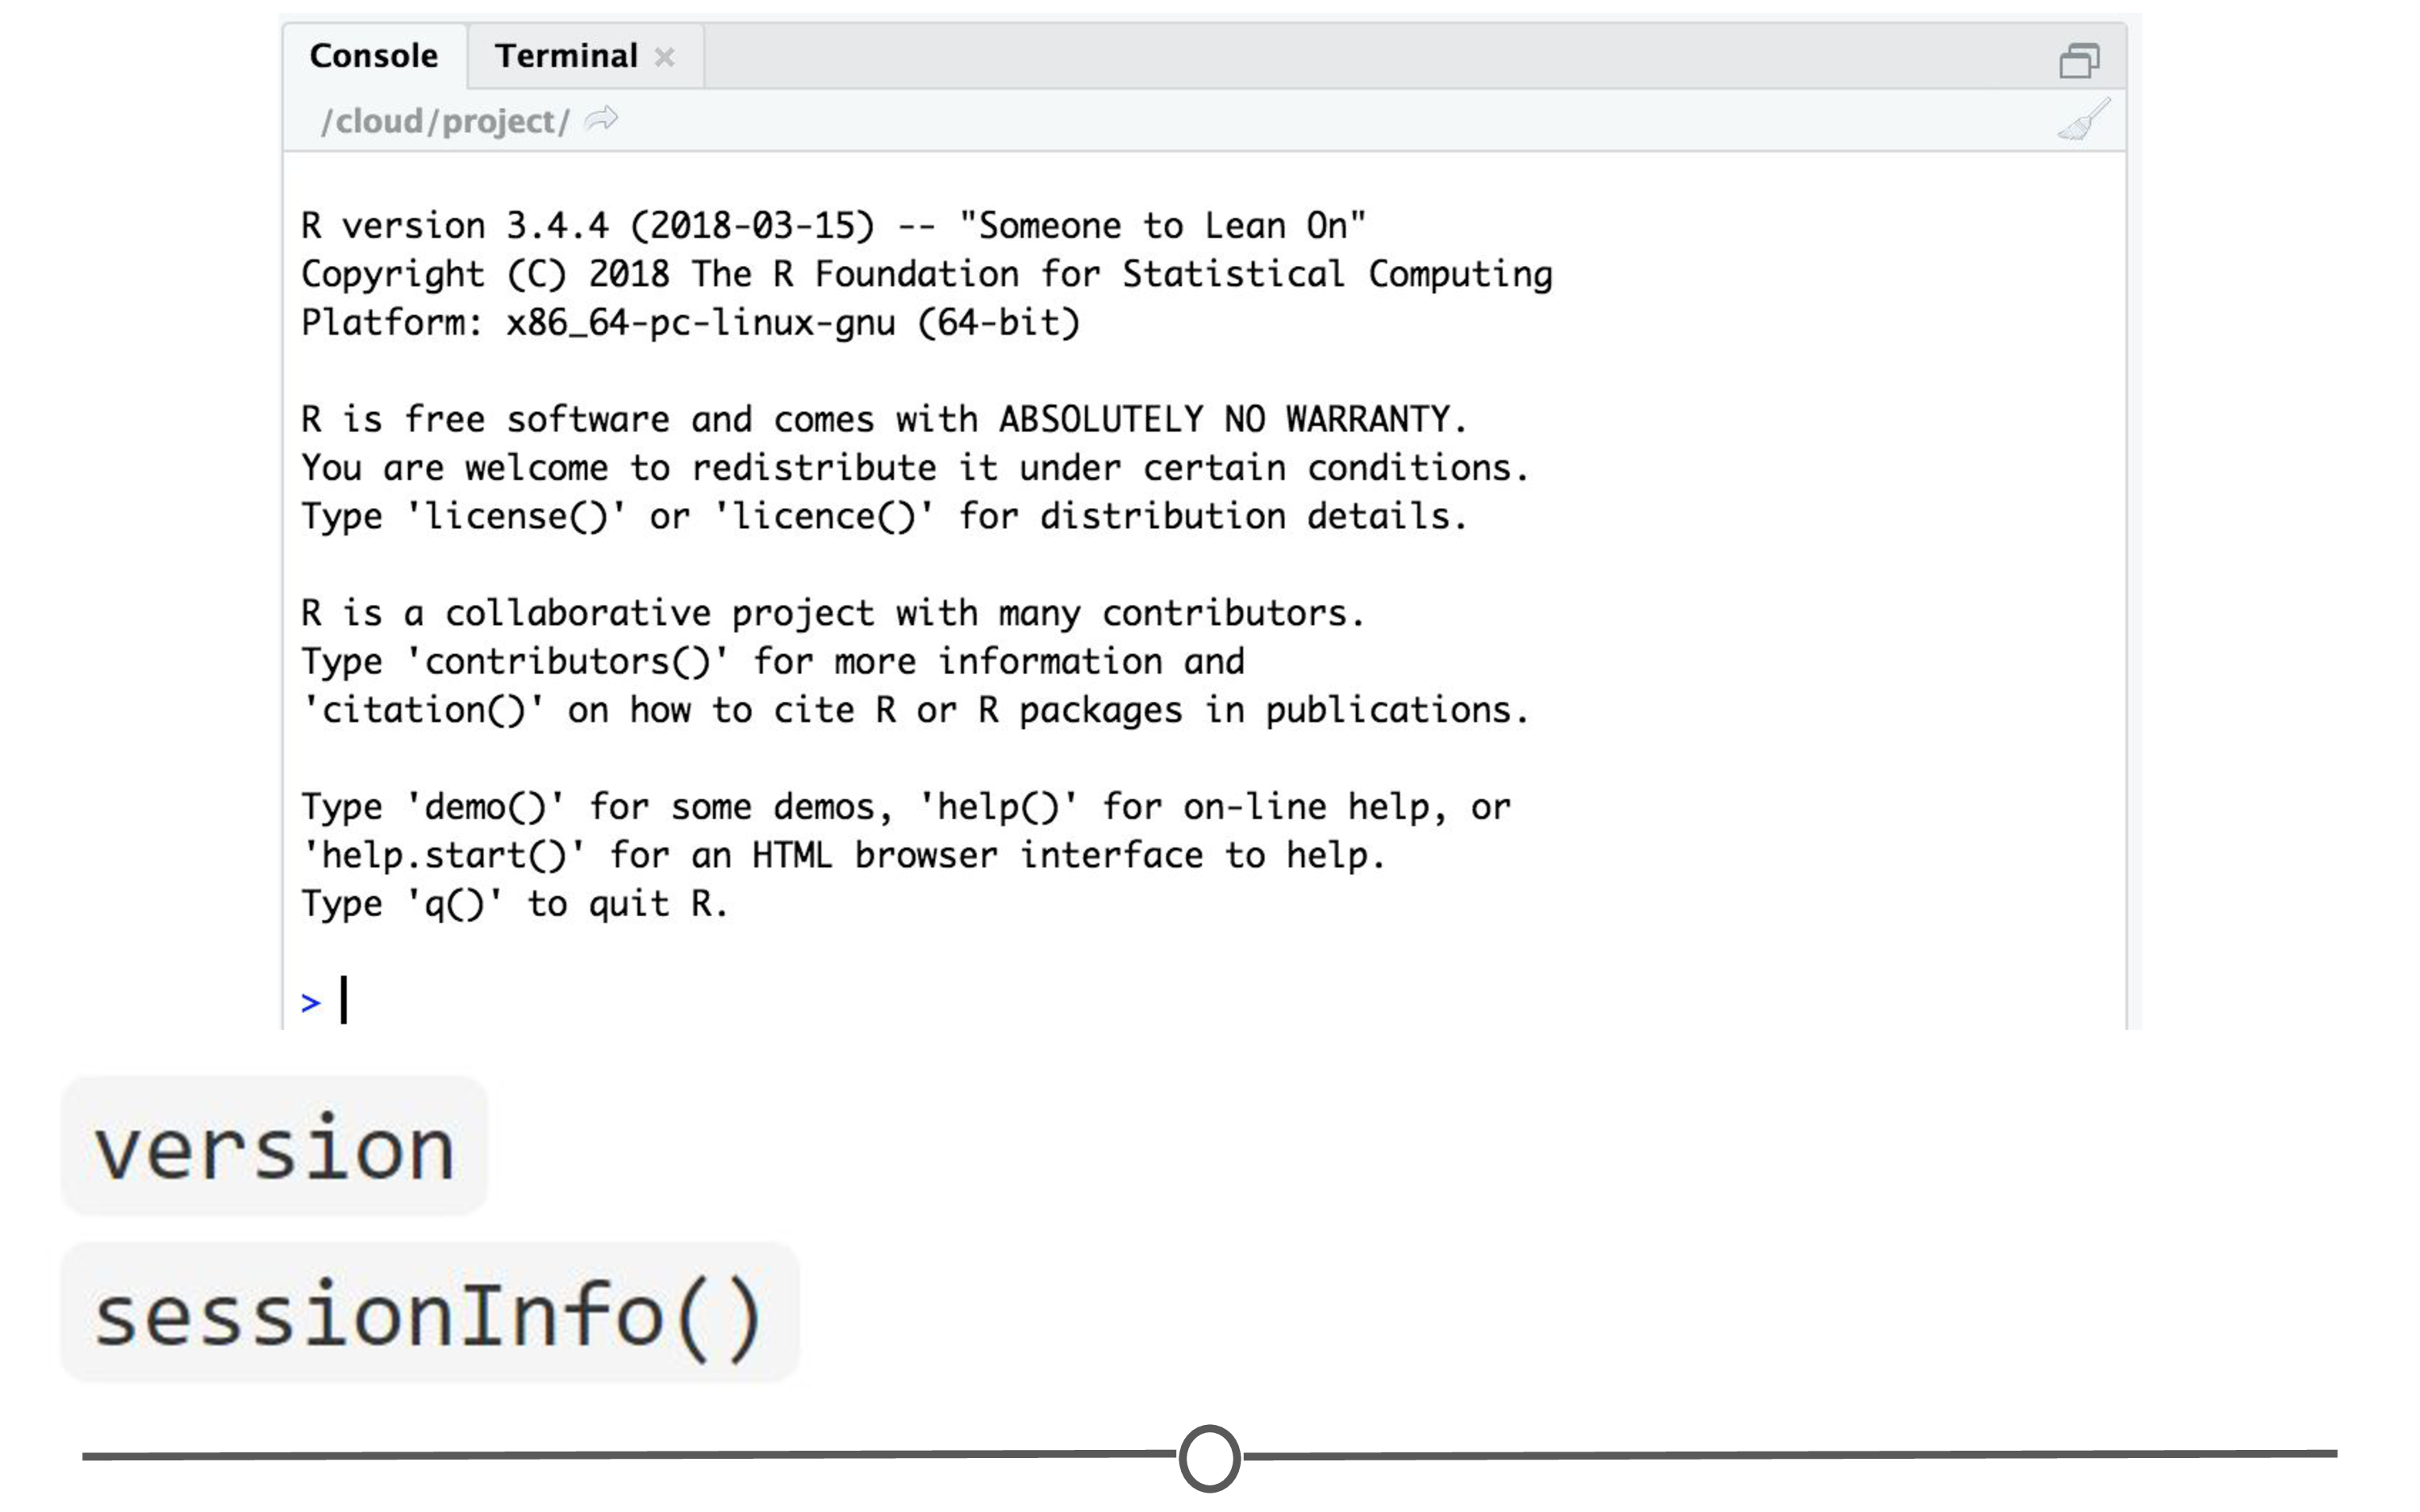 Console Terminal
/cloud/project/
R version 3.4.4 (2018-03-15) -- "Someone to Lean On"
Copyright (C) 2018 The R Foundation for Statistical Computing
Platform: x86_64-pc-linux-gnu (64-bit)
R is free software and comes with ABSOLUTELY NO WARRANTY.
You are welcome to redistribute it under certain conditions.
Type 'license()' or 'licence()' for distribution details.
R is a collaborative project with many contributors.
Type 'contributors()' for more information and
'citation()' on how to cite R or R packages in publications.
Type 'demo()' for some demos, 'help()' for on-line help, or
'help.start()' for an HTML browser interface to help.
Type 'q()' to quit R.
>
version
sessionInfo()